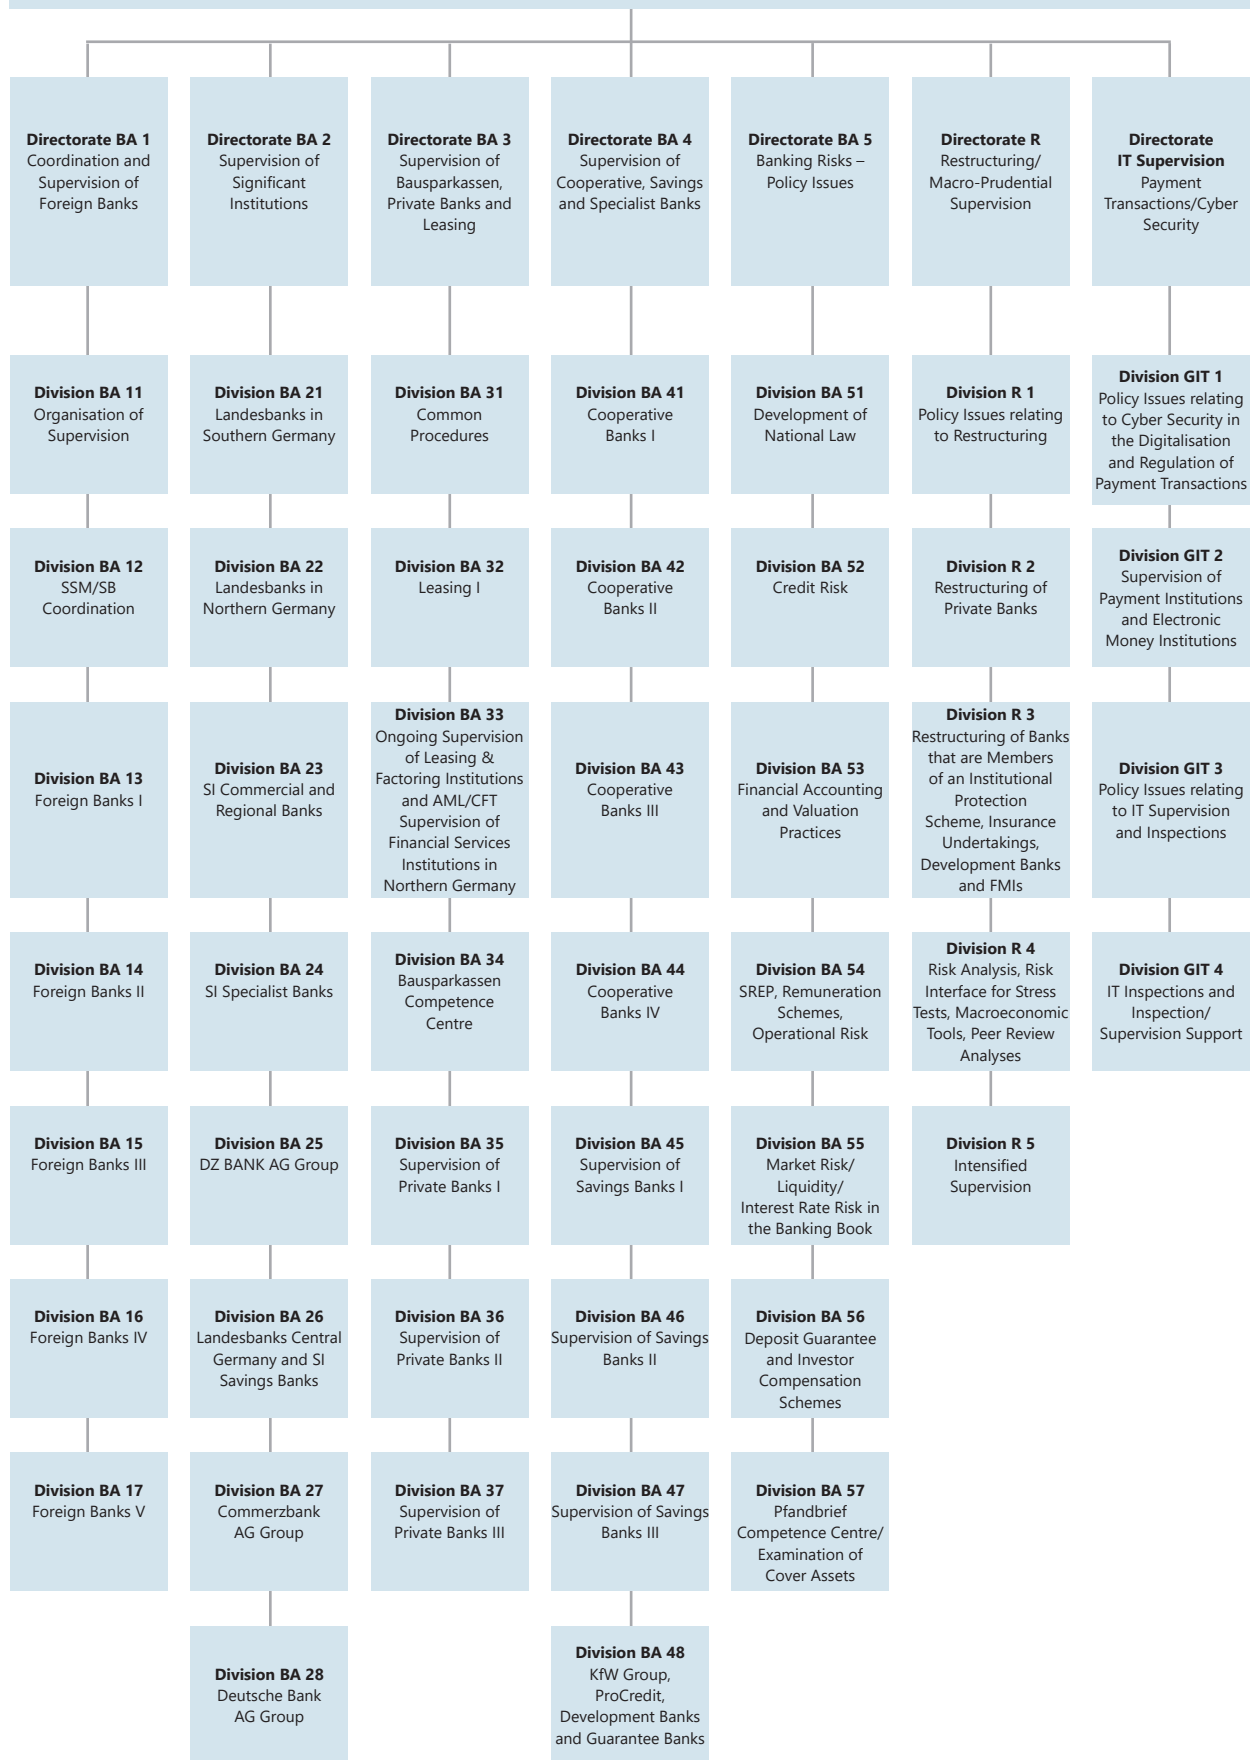 Directorate BA 1
Coordination and
Supervision of
Foreign Banks
Directorate BA 2
Supervision of
Significant
Institutions
Directorate BA 3
Supervision of
Bausparkassen,
Private Banks and
Leasing
Directorate BA 4
Supervision of
Cooperative, Savings
and Specialist Banks
Directorate BA 5
Banking Risks –
Policy Issues
Directorate R
Restructuring/
Macro-Prudential
Supervision
Directorate
IT Supervision
Payment
Transactions/Cyber
Security
Division BA 11
Organisation of
Supervision
Division BA 21
Landesbanks in
Southern Germany
Division BA 31
Common
Procedures
Division BA 41
Cooperative
Banks I
Division BA 51
Development of
National Law
Division R 1
Policy Issues relating
to Restructuring
Division GIT 1
Policy Issues relating
to Cyber Security in
the Digitalisation
and Regulation of
Payment Transactions
Division BA 12
SSM/SB
Coordination
Division BA 22
Landesbanks in
Northern Germany
Division BA 32
Leasing I
Division BA 42
Cooperative
Banks II
Division BA 52
Credit Risk
Division R 2
Restructuring of
Private Banks
Division GIT 2
Supervision of
Payment Institutions
and Electronic
Money Institutions
Division BA 13
Foreign Banks I
Division BA 23
SI Commercial and
Regional Banks
Division BA 33
Ongoing Supervision
of Leasing &
Factoring Institutions
and AML/CFT
Supervision of
Financial Services
Institutions in
Northern Germany
Division BA 43
Cooperative
Banks III
Division BA 53
Financial Accounting
and Valuation
Practices
Division R 3
Restructuring of Banks
that are Members
of an Institutional
Protection
Scheme, Insurance
Undertakings,
Development Banks
and FMIs
Division GIT 3
Policy Issues relating
to IT Supervision
and Inspections
Division BA 14
Foreign Banks II
Division BA 24
SI Specialist Banks
Division BA 34
Bausparkassen
Competence
Centre
Division BA 44
Cooperative
Banks IV
Division BA 54
SREP, Remuneration
Schemes,
Operational Risk
Division R 4
Risk Analysis, Risk
Interface for Stress
Tests, Macroeconomic
Tools, Peer Review
Analyses
Division GIT 4
IT Inspections and
Inspection/
Supervision Support
Division BA 15
Foreign Banks III
Division BA 25
DZ BANK AG Group
Division BA 35
Supervision of
Private Banks I
Division BA 45
Supervision of
Savings Banks I
Division BA 55
Market Risk/
Liquidity/
Interest Rate Risk in
the Banking Book
Division R 5
Intensified
Supervision
Division BA 16
Foreign Banks IV
Division BA 26
Landesbanks Central
Germany and SI
Savings Banks
Division BA 36
Supervision of
Private Banks II
Division BA 46
Supervision of Savings
Banks II
Division BA 56
Deposit Guarantee
and Investor
Compensation
Schemes
Division BA 17
Foreign Banks V
Division BA 27
Commerzbank
AG Group
Division BA 37
Supervision of
Private Banks III
Division BA 47
Supervision of Savings
Banks III
Division BA 57
Pfandbrief
Competence Centre/
Examination of
Cover Assets
Division BA 28
Deutsche Bank
AG Group
Division BA 48
KfW Group,
ProCredit,
Development Banks
and Guarantee Banks